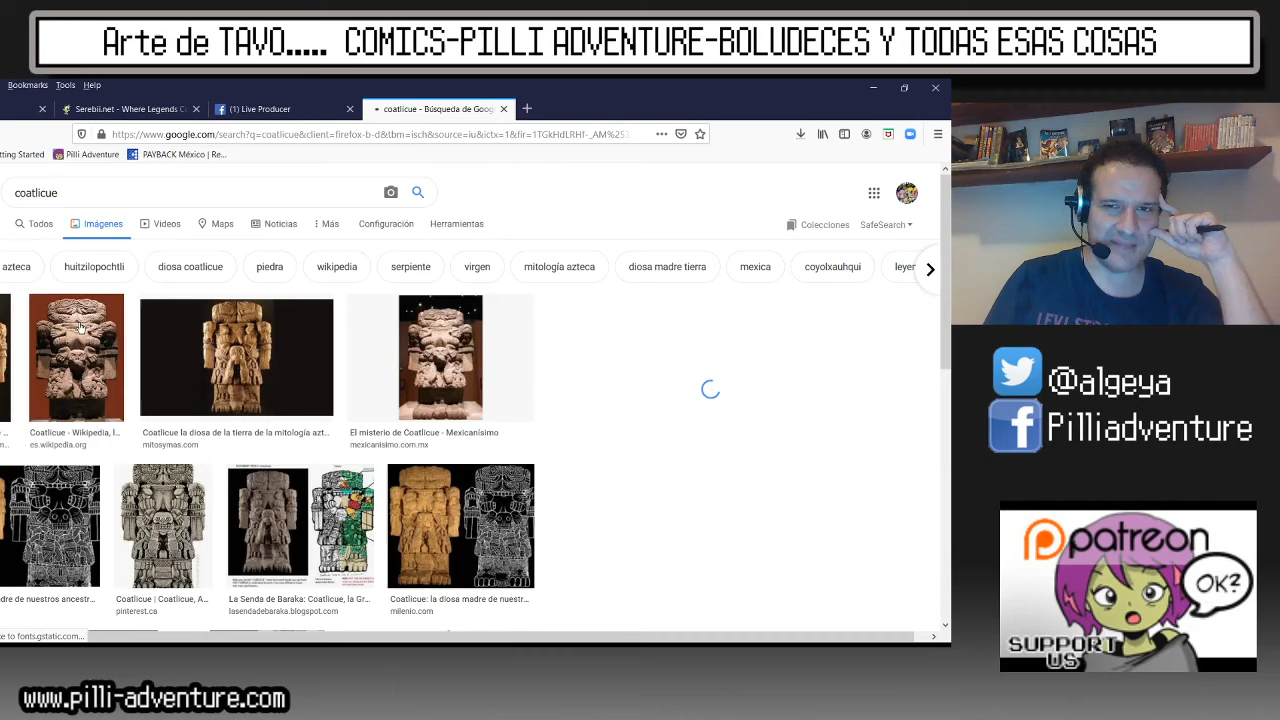 Arte de TAVO..... COMICS-PILLI ADVENTURE-BOLUDECES Y TODAS ESAS COSAS
Bookmarks Tools Help
Serebii.net - Where Legends C (1) Live Producer coatlicue - Búsqueda de Goog
https://www.google.com/search?q=coatlicue&client=firefox-b-d&tbm=isch&source=iu&ictx=1&fir=1TGkHdLRHf-_AM%253
tting Started Pilli Adventure PAYBACK México | Re...
coatlicue
Todos Imágenes Videos Maps Noticias Más Configuración Herramientas Colecciones SafeSearch
azteca huitzilopochtli diosa coatlicue piedra wikipedia serpiente virgen mitología azteca diosa madre tierra mexica coyolxauhqui leyen
Coatlicue - Wikipedia, l... Coatlicue la diosa de la tierra de la mitología azt... El misterio de Coatlicue - Mexicanísimo
m... es.wikipedia.org mitosymas.com mexicanisimo.com.mx
dre de nuestros ancestr... Coatlicue | Coatlicue, A... La Senda de Baraka: Coatlicue, la Gr... Coatlicue: la diosa madre de nuestr...
pinterest.ca lasendadebaraka.blogspot.com milenio.com
ce to fonts.gstatic.com...
LEVI STRAU
@algeya
Pilliadventure
patreon
OK?
SUPPORT
US
www.pilli-adventure.com